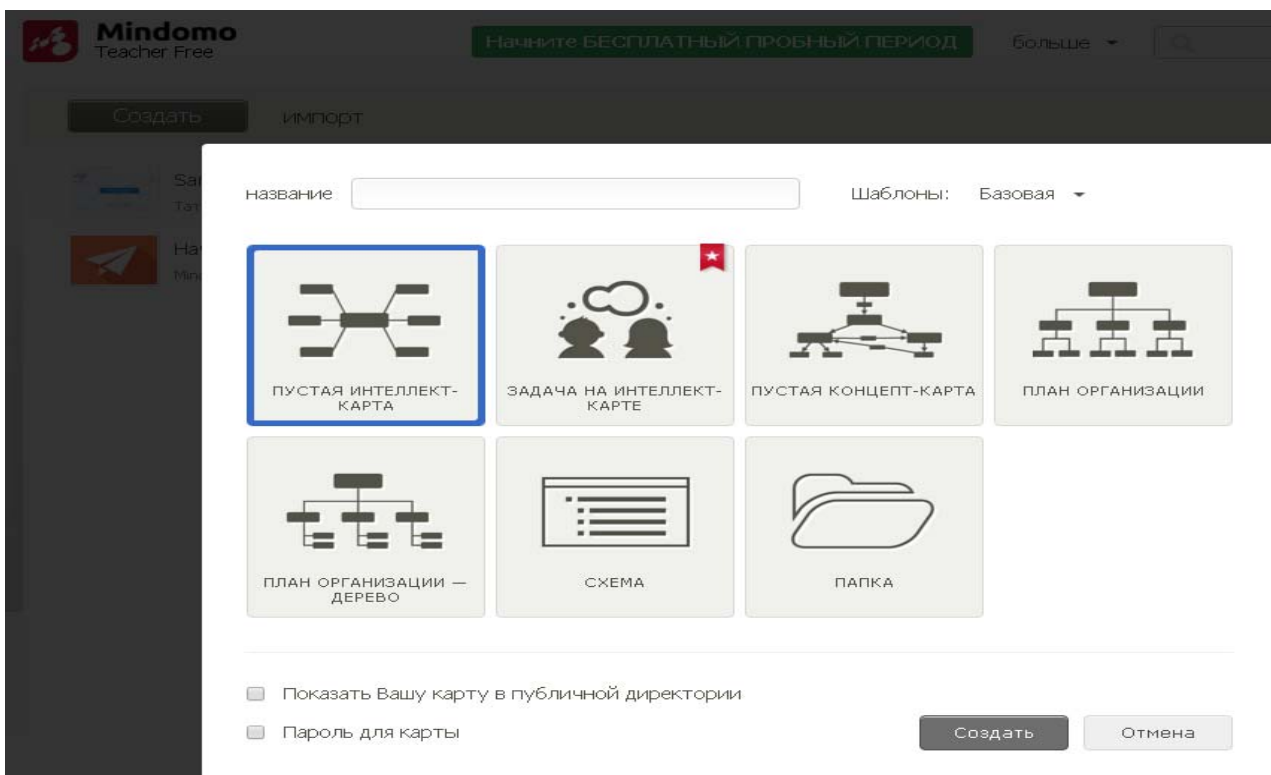 Mindomo
Teacher Free
Начните БЕСПЛАТНЫЙ ПРОБНЫЙ ПЕРИОД
больше
Создать
импорт
название
Шаблоны: Базовая
ПУСТАЯ ИНТЕЛЛЕКТ-
КАРТА
ЗАДАЧА НА ИНТЕЛЛЕКТ-
КАРТЕ
ПУСТАЯ КОНЦЕПТ-КАРТА
ПЛАН ОРГАНИЗАЦИИ
ПЛАН ОРГАНИЗАЦИИ —
ДЕРЕВО
СХЕМА
ПАПКА
Показать Вашу карту в публичной директории
Пароль для карты
Создать
Отмена